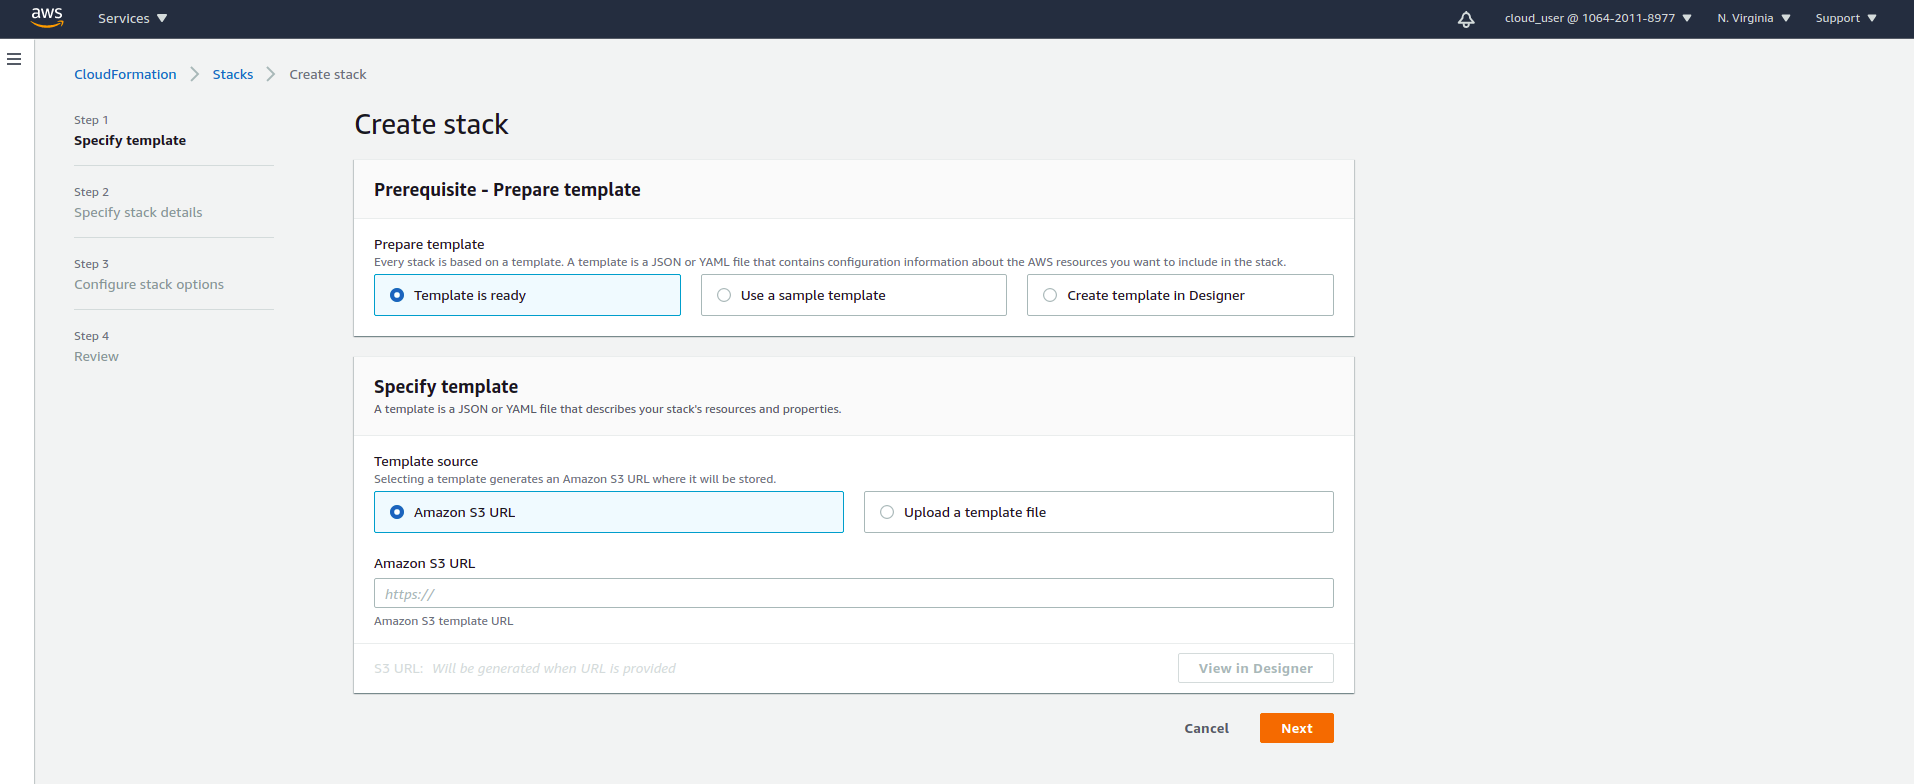 aws Services cloud_user @ 1064-2011-8977 N. Virginia Support
CloudFormation Stacks Create stack
Step 1
Specify template
Step 2
Specify stack details
Step 3
Configure stack options
Step 4
Review
Create stack
Prerequisite - Prepare template
Prepare template
Every stack is based on a template. A template is a JSON or YAML file that contains configuration information about the AWS resources you want to include in the stack.
Template is ready Use a sample template Create template in Designer
Specify template
A template is a JSON or YAML file that describes your stack's resources and properties.
Template source
Selecting a template generates an Amazon S3 URL where it will be stored.
Amazon S3 URL Upload a template file
Amazon S3 URL
https://
Amazon S3 template URL
S3 URL: Will be generated when URL is provided View in Designer
Cancel Next